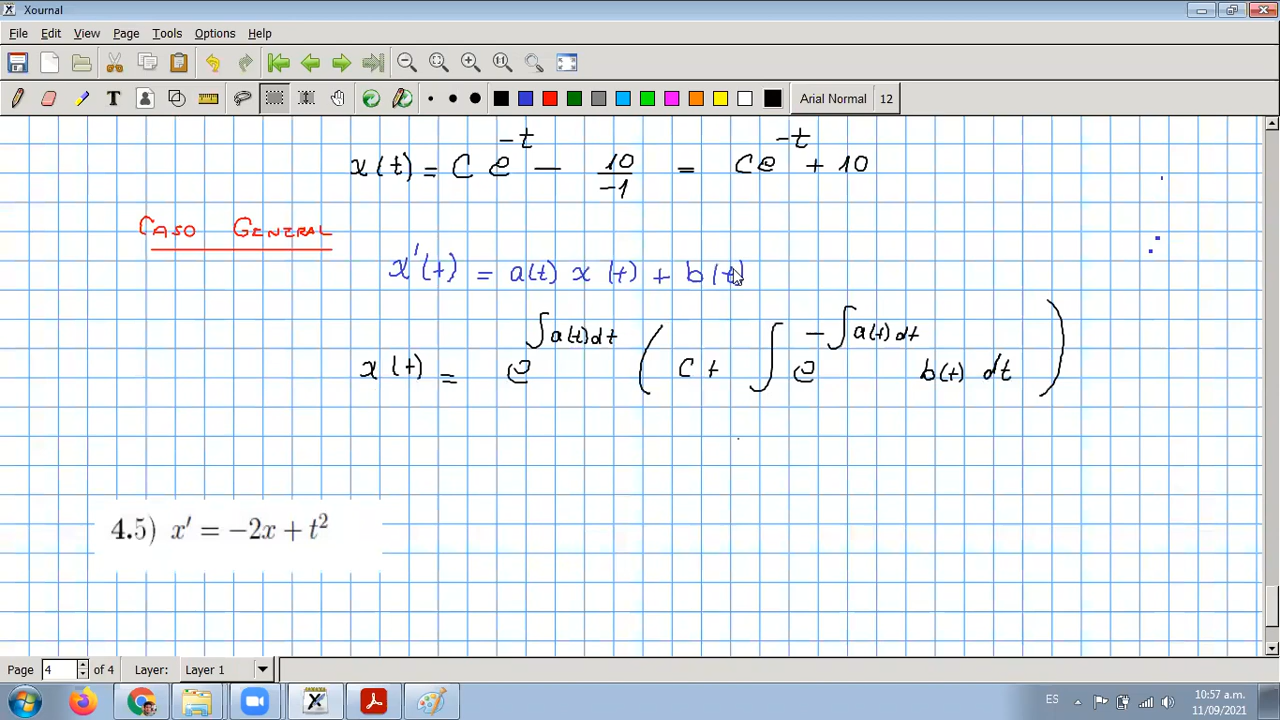 Xournal
File Edit View Page Tools Options Help
Arial Normal 12
x(t) = C e^{-t} - \frac{10}{-1} = Ce^{-t} + 10
CASO GENERAL
x'(t) = a(t) x(t) + b(t)
x(t) = e^{∫a(t)dt} ( C + ∫ e^{-∫a(t)dt} b(t) dt )
4.5) x' = −2x + t²
Page 4 of 4 Layer: Layer 1
ES 10:57 a.m.
11/09/2021